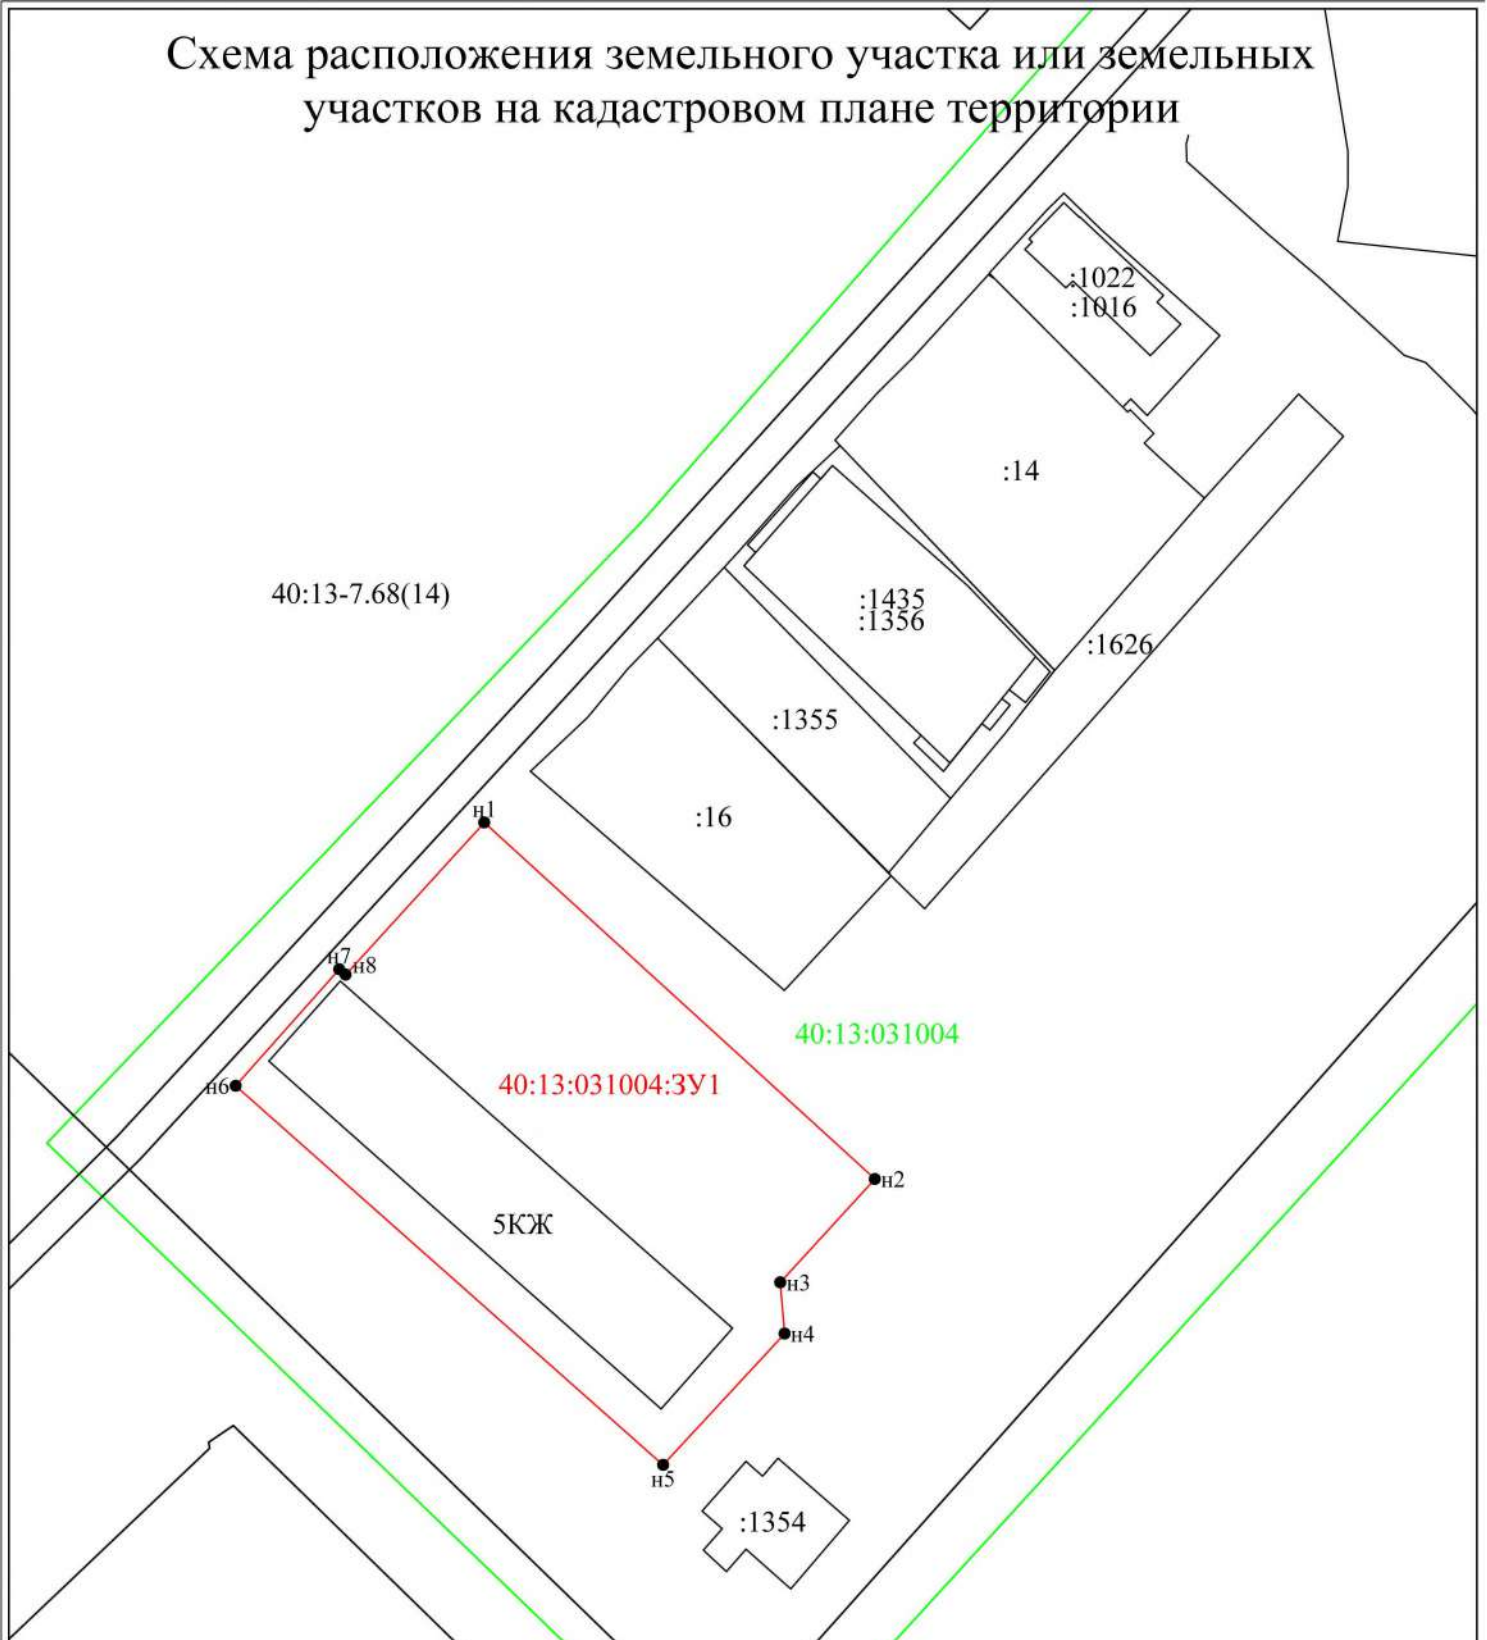 Схема расположения земельного участка или земельных
участков на кадастровом плане территории
:1022
:1016
:14
40:13-7.68(14)
:1435
:1356
:1626
:1355
:16
н1
н7
н8
40:13:031004
н6
40:13:031004:ЗУ1
н2
5КЖ
н3
н4
н5
:1354